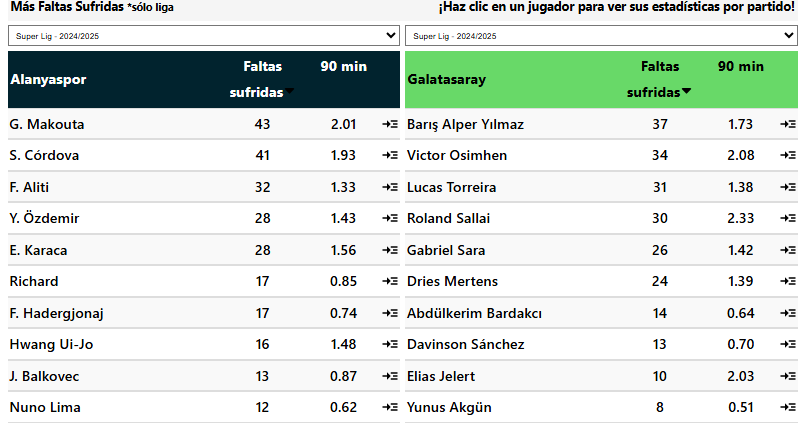 Más Faltas Sufridas *sólo liga ¡Haz clic en un jugador para ver sus estadísticas por partido!
Super Lig - 2024/2025 Super Lig - 2024/2025
Alanyaspor Faltas sufridas 90 min Galatasaray Faltas sufridas 90 min
G. Makouta 43 2.01 Barış Alper Yılmaz 37 1.73
S. Córdova 41 1.93 Victor Osimhen 34 2.08
F. Aliti 32 1.33 Lucas Torreira 31 1.38
Y. Özdemir 28 1.43 Roland Sallai 30 2.33
E. Karaca 28 1.56 Gabriel Sara 26 1.42
Richard 17 0.85 Dries Mertens 24 1.39
F. Hadergjonaj 17 0.74 Abdülkerim Bardakcı 14 0.64
Hwang Ui-Jo 16 1.48 Davinson Sánchez 13 0.70
J. Balkovec 13 0.87 Elias Jelert 10 2.03
Nuno Lima 12 0.62 Yunus Akgün 8 0.51